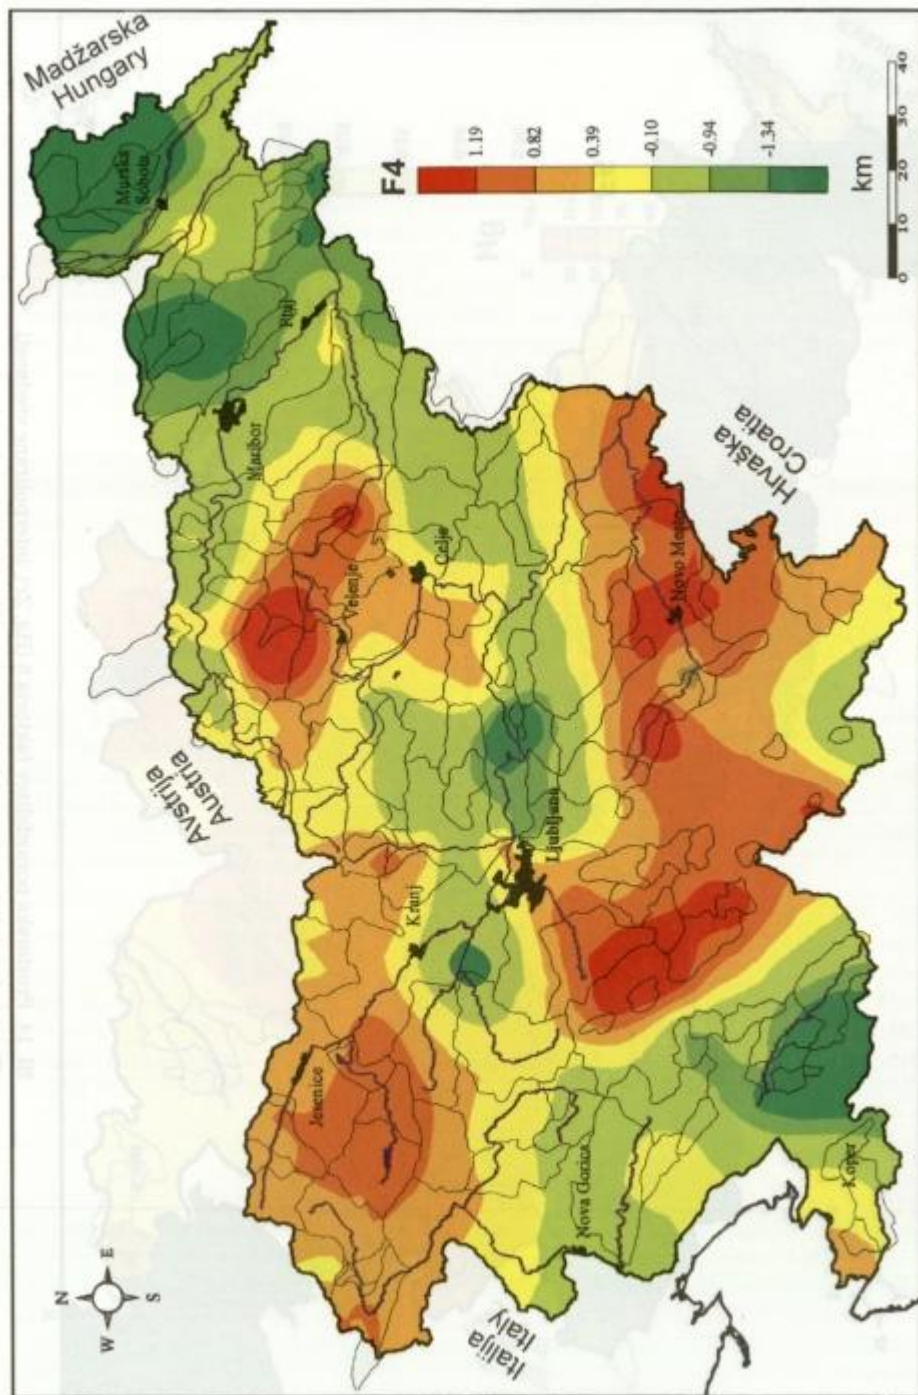 N
W E
S
Avstrija
Austria
Madžarska
Hungary
Italija
Italy
Hrvaška
Croatia
Murska
Sobota
Maribor
Ptuj
Jesenice
Velenje
Kranj
Celje
Ljubljana
Nova Gorica
Novo Mesto
Koper
F4
1.19
0.82
0.39
-0.10
-0.94
-1.34
km
0 10 20 30 40